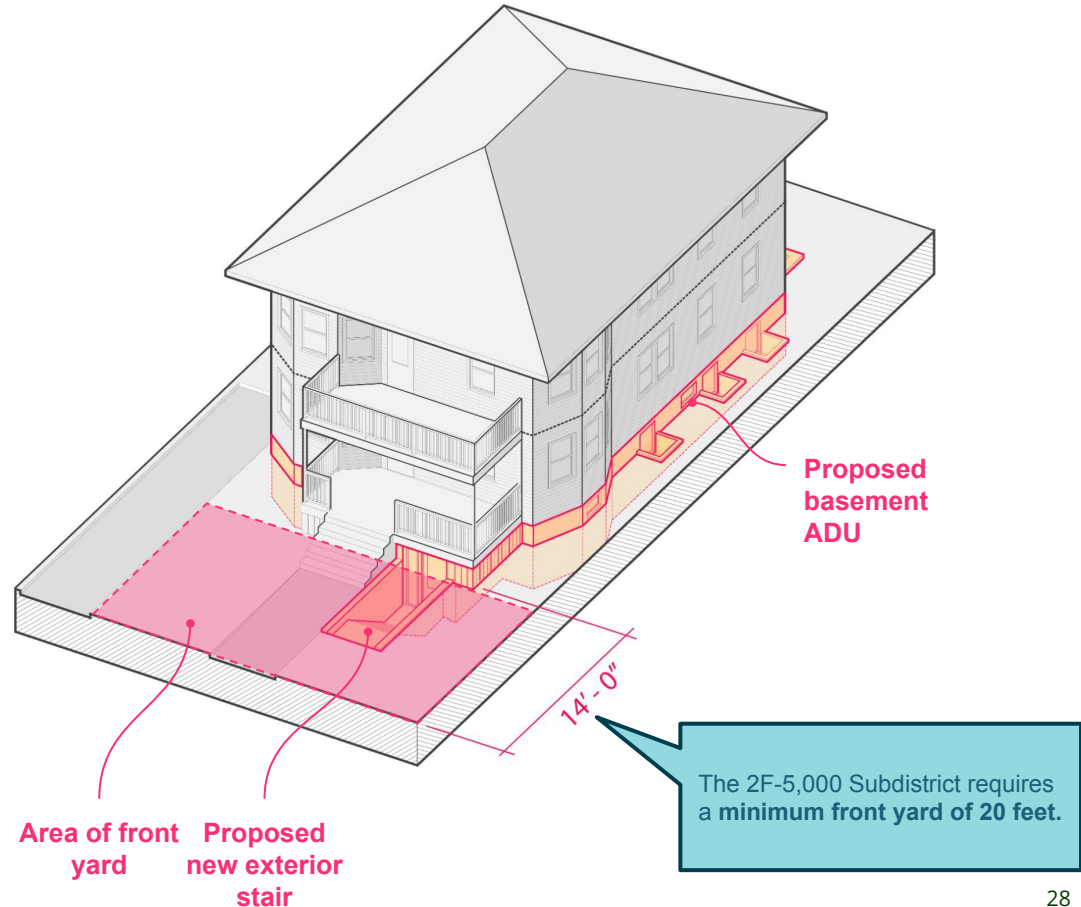 Proposed
basement
ADU
14'-0"
The 2F-5,000 Subdistrict requires
a minimum front yard of 20 feet.
Area of front
yard
Proposed
new exterior
stair
28